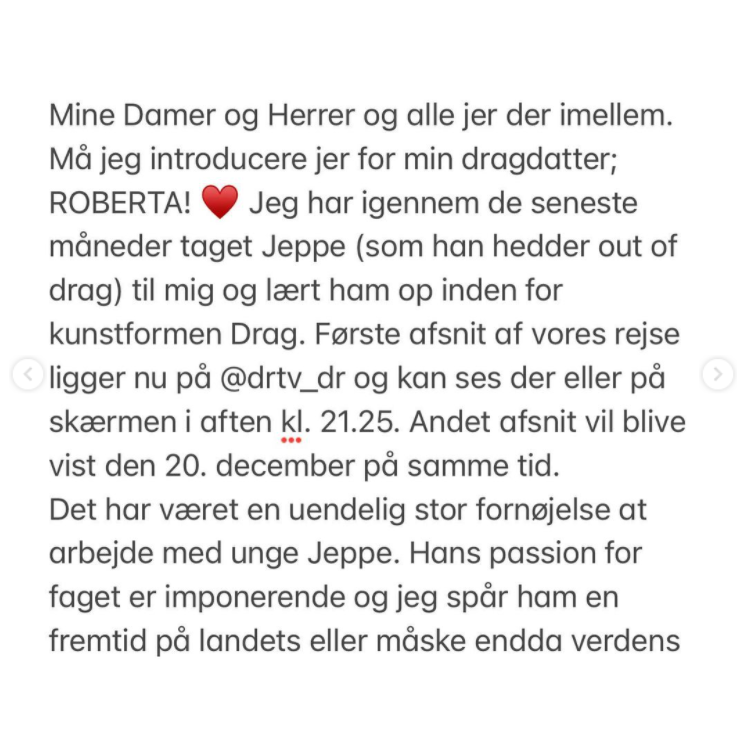 Mine Damer og Herrer og alle jer der imellem.
Må jeg introducere jer for min dragdatter;
ROBERTA! ♥️ Jeg har igennem de seneste
måneder taget Jeppe (som han hedder out of
drag) til mig og lært ham op inden for
kunstformen Drag. Første afsnit af vores rejse
ligger nu på @drtv_dr og kan ses der eller på
skærmen i aften kl. 21.25. Andet afsnit vil blive
vist den 20. december på samme tid.
Det har været en uendelig stor fornøjelse at
arbejde med unge Jeppe. Hans passion for
faget er imponerende og jeg spår ham en
fremtid på landets eller måske endda verdens